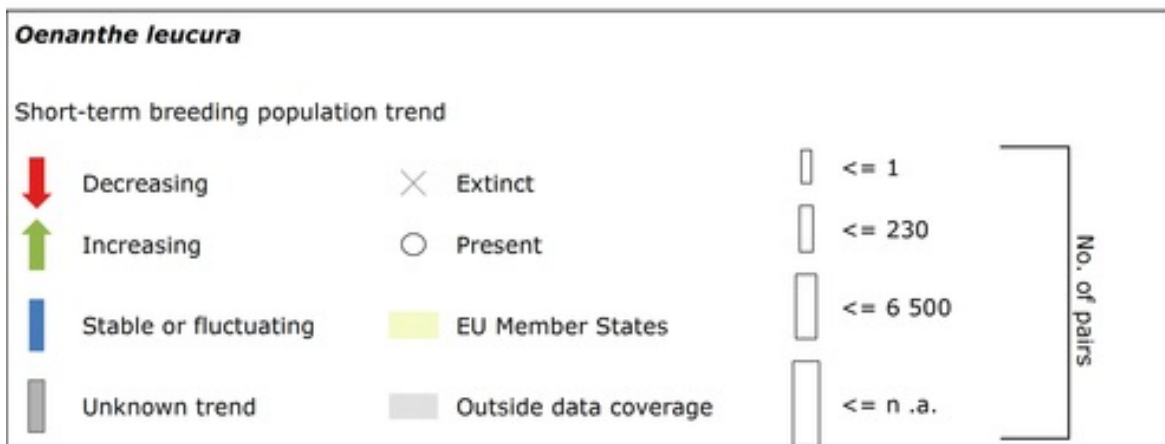 Oenanthe leucura
Short-term breeding population trend
Decreasing
Extinct
<= 1
Increasing
Present
<= 230
Stable or fluctuating
EU Member States
<= 6 500
Unknown trend
Outside data coverage
<= n .a.
No. of pairs